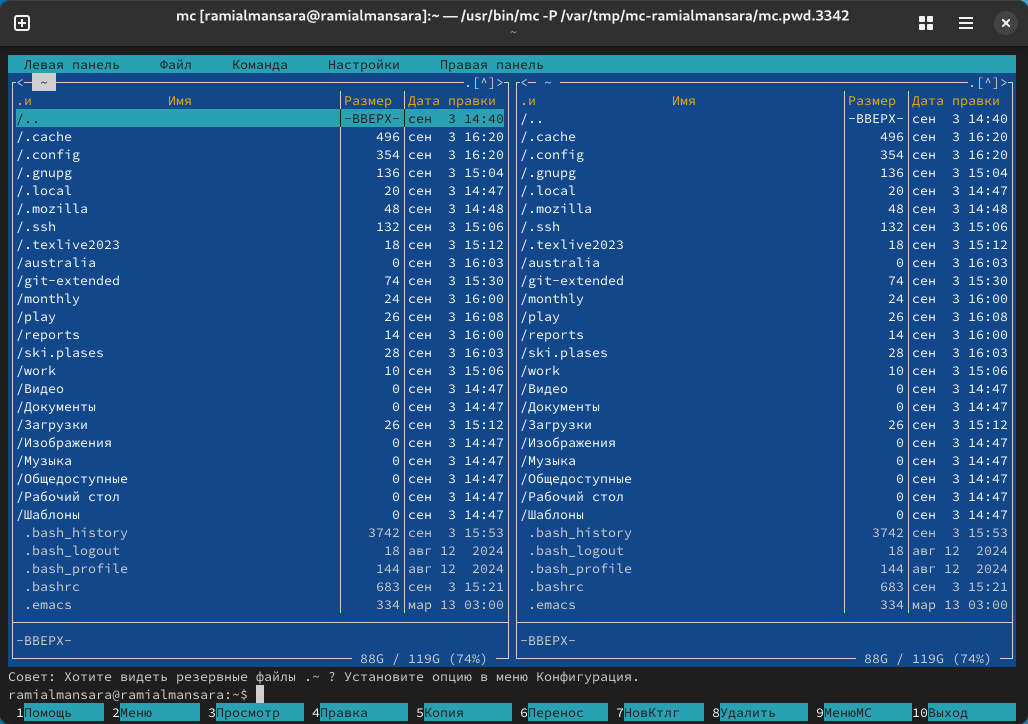 mc [ramialmansara@ramialmansara]:~ — /usr/bin/mc -P /var/tmp/mc-ramialmansara/mc.pwd.3342
~
Левая панель Файл Команда Настройки Правая панель
<─ ~ .[^]> <─ ~ .[^]>
.и Имя Размер Дата правки .и Имя Размер Дата правки
/.. -ВВЕРХ- сен 3 14:40 /.. -ВВЕРХ- сен 3 14:40
/.cache 496 сен 3 16:20 /.cache 496 сен 3 16:20
/.config 354 сен 3 16:20 /.config 354 сен 3 16:20
/.gnupg 136 сен 3 15:04 /.gnupg 136 сен 3 15:04
/.local 20 сен 3 14:47 /.local 20 сен 3 14:47
/.mozilla 48 сен 3 14:48 /.mozilla 48 сен 3 14:48
/.ssh 132 сен 3 15:06 /.ssh 132 сен 3 15:06
/.texlive2023 18 сен 3 15:12 /.texlive2023 18 сен 3 15:12
/australia 0 сен 3 16:03 /australia 0 сен 3 16:03
/git-extended 74 сен 3 15:30 /git-extended 74 сен 3 15:30
/monthly 24 сен 3 16:00 /monthly 24 сен 3 16:00
/play 26 сен 3 16:08 /play 26 сен 3 16:08
/reports 14 сен 3 16:00 /reports 14 сен 3 16:00
/ski.plases 28 сен 3 16:03 /ski.plases 28 сен 3 16:03
/work 10 сен 3 15:06 /work 10 сен 3 15:06
/Видео 0 сен 3 14:47 /Видео 0 сен 3 14:47
/Документы 0 сен 3 14:47 /Документы 0 сен 3 14:47
/Загрузки 26 сен 3 15:12 /Загрузки 26 сен 3 15:12
/Изображения 0 сен 3 14:47 /Изображения 0 сен 3 14:47
/Музыка 0 сен 3 14:47 /Музыка 0 сен 3 14:47
/Общедоступные 0 сен 3 14:47 /Общедоступные 0 сен 3 14:47
/Рабочий стол 0 сен 3 14:47 /Рабочий стол 0 сен 3 14:47
/Шаблоны 0 сен 3 14:47 /Шаблоны 0 сен 3 14:47
.bash_history 3742 сен 3 15:53 .bash_history 3742 сен 3 15:53
.bash_logout 18 авг 12 2024 .bash_logout 18 авг 12 2024
.bash_profile 144 авг 12 2024 .bash_profile 144 авг 12 2024
.bashrc 683 сен 3 15:21 .bashrc 683 сен 3 15:21
.emacs 334 мар 13 03:00 .emacs 334 мар 13 03:00
-ВВЕРХ- -ВВЕРХ-
88G / 119G (74%) 88G / 119G (74%)
Совет: Хотите видеть резервные файлы .~ ? Установите опцию в меню Конфигурация.
ramialmansara@ramialmansara:~$
1Помощь 2Меню 3Просмотр 4Правка 5Копия 6Перенос 7НовКтлг 8Удалить 9МенюМС 10Выход